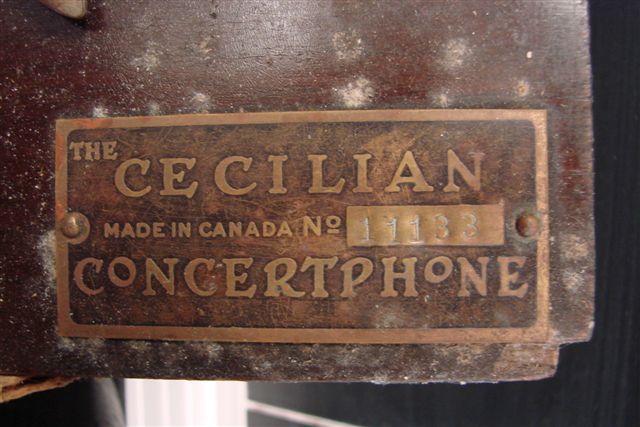 THE
CECILIAN
MADE IN CANADA. Nº 11133
CONCERTPHONE